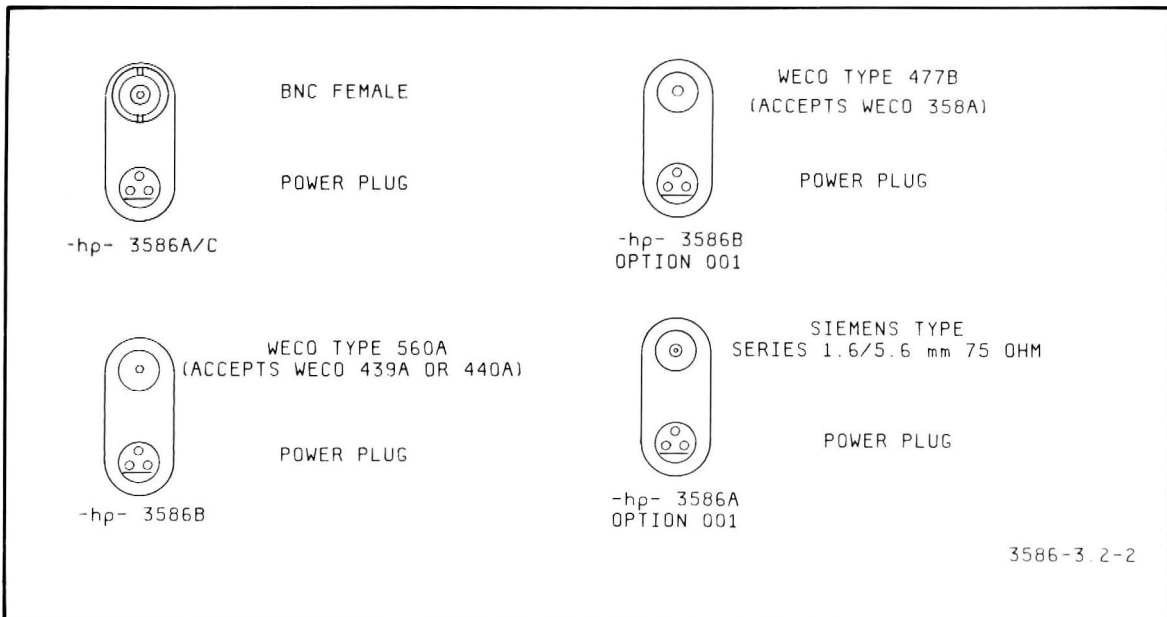 BNC FEMALE
POWER PLUG
-hp- 3586A/C
WECO TYPE 477B
(ACCEPTS WECO 358A)
POWER PLUG
-hp- 3586B
OPTION 001
WECO TYPE 560A
(ACCEPTS WECO 439A OR 440A)
POWER PLUG
-hp- 3586B
SIEMENS TYPE
SERIES 1.6/5.6 mm 75 OHM
POWER PLUG
-hp- 3586A
OPTION 001
3586-3.2-2